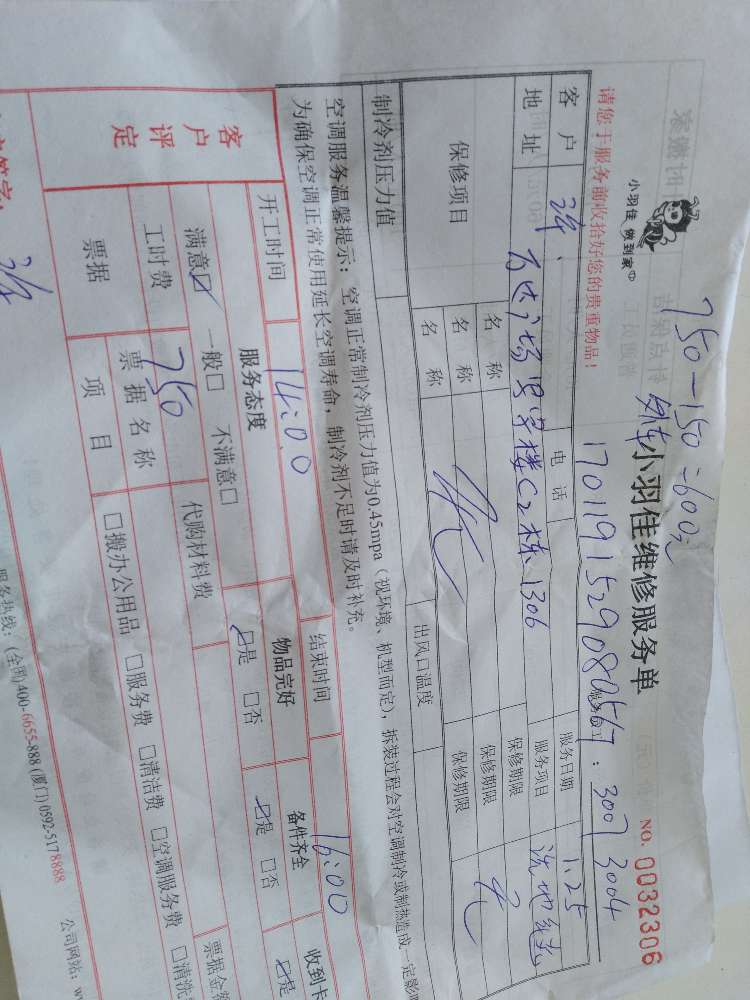 750-150=600元
小羽佳 做到家中
外车小羽佳维修服务单
NO. 0032306
请您于服务前收拾好您的贵重物品!
1701191529080567
: 3007 3004
客户
电话
服务日期
1.25
地址
万达广场写字楼C2栋1306
服务项目
洗地毯
保修项目
名称
保修期限
名称
保修期限
名称
保修期限
无
制冷剂压力值
出风口温度
空调服务温馨提示:空调正常制冷剂压力值为0.45mpa(视环境、机型而定),拆装过程会对空调制冷或制热造成一定影响
为确保空调正常使用延长空调寿命,制冷剂不足时请及时补充。
客户评定
开工时间
14:00
结束时间
16:00
服务态度
物品完好
备件齐全
收到卡
满意☑ 一般□ 不满意□
☑是 □否
☑是 □否
☑是
工时费
750
代购材料费
票据
票据名称
票据金额
项目
□搬办公用品 □服务费 □清洁费 □空调服务费 □清洗
服务热线:(全国)400-6655-888 (厦门) 0592-5178888
公司网站: